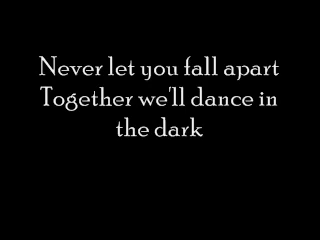 Never let you fall apart
Together we'll dance in
the dark